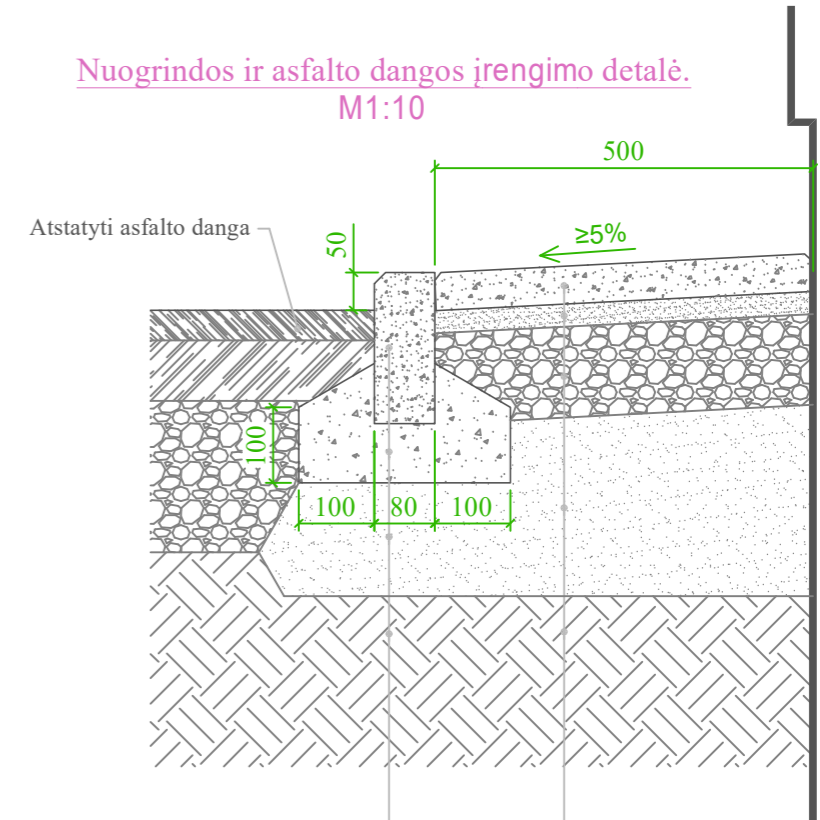 Nuogrindos ir asfalto dangos įrengimo detalė.
M1:10
500
Atstatyti asfalto danga
50
≥5%
100
100
80
100